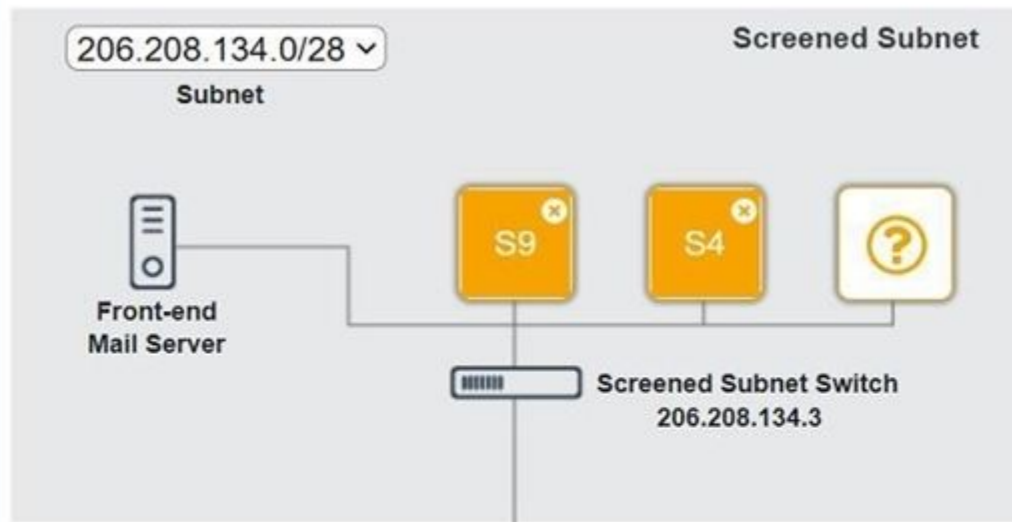 206.208.134.0/28
Screened Subnet
Subnet
S9
S4
?
Front-end
Mail Server
Screened Subnet Switch
206.208.134.3